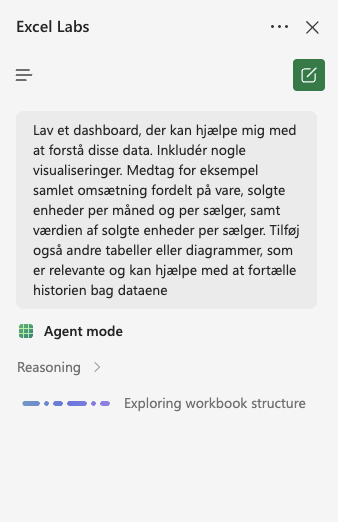 Excel Labs
Lav et dashboard, der kan hjælpe mig med
at forstå disse data. Inkludér nogle
visualiseringer. Medtag for eksempel
samlet omsætning fordelt på vare, solgte
enheder per måned og per sælger, samt
værdien af solgte enheder per sælger. Tilføj
også andre tabeller eller diagrammer, som
er relevante og kan hjælpe med at fortælle
historien bag dataene
Agent mode
Reasoning
Exploring workbook structure